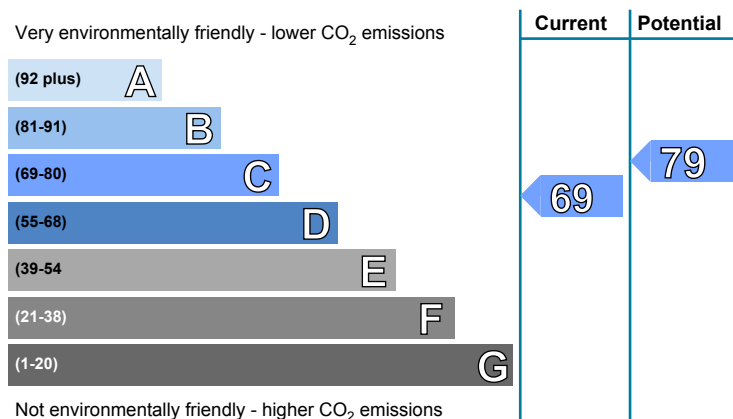 Very environmentally friendly - lower CO₂ emissions
Current
Potential
(92 plus) A
(81-91) B
(69-80) C
(55-68) D
(39-54 E
(21-38) F
(1-20) G
69
79
Not environmentally friendly - higher CO₂ emissions